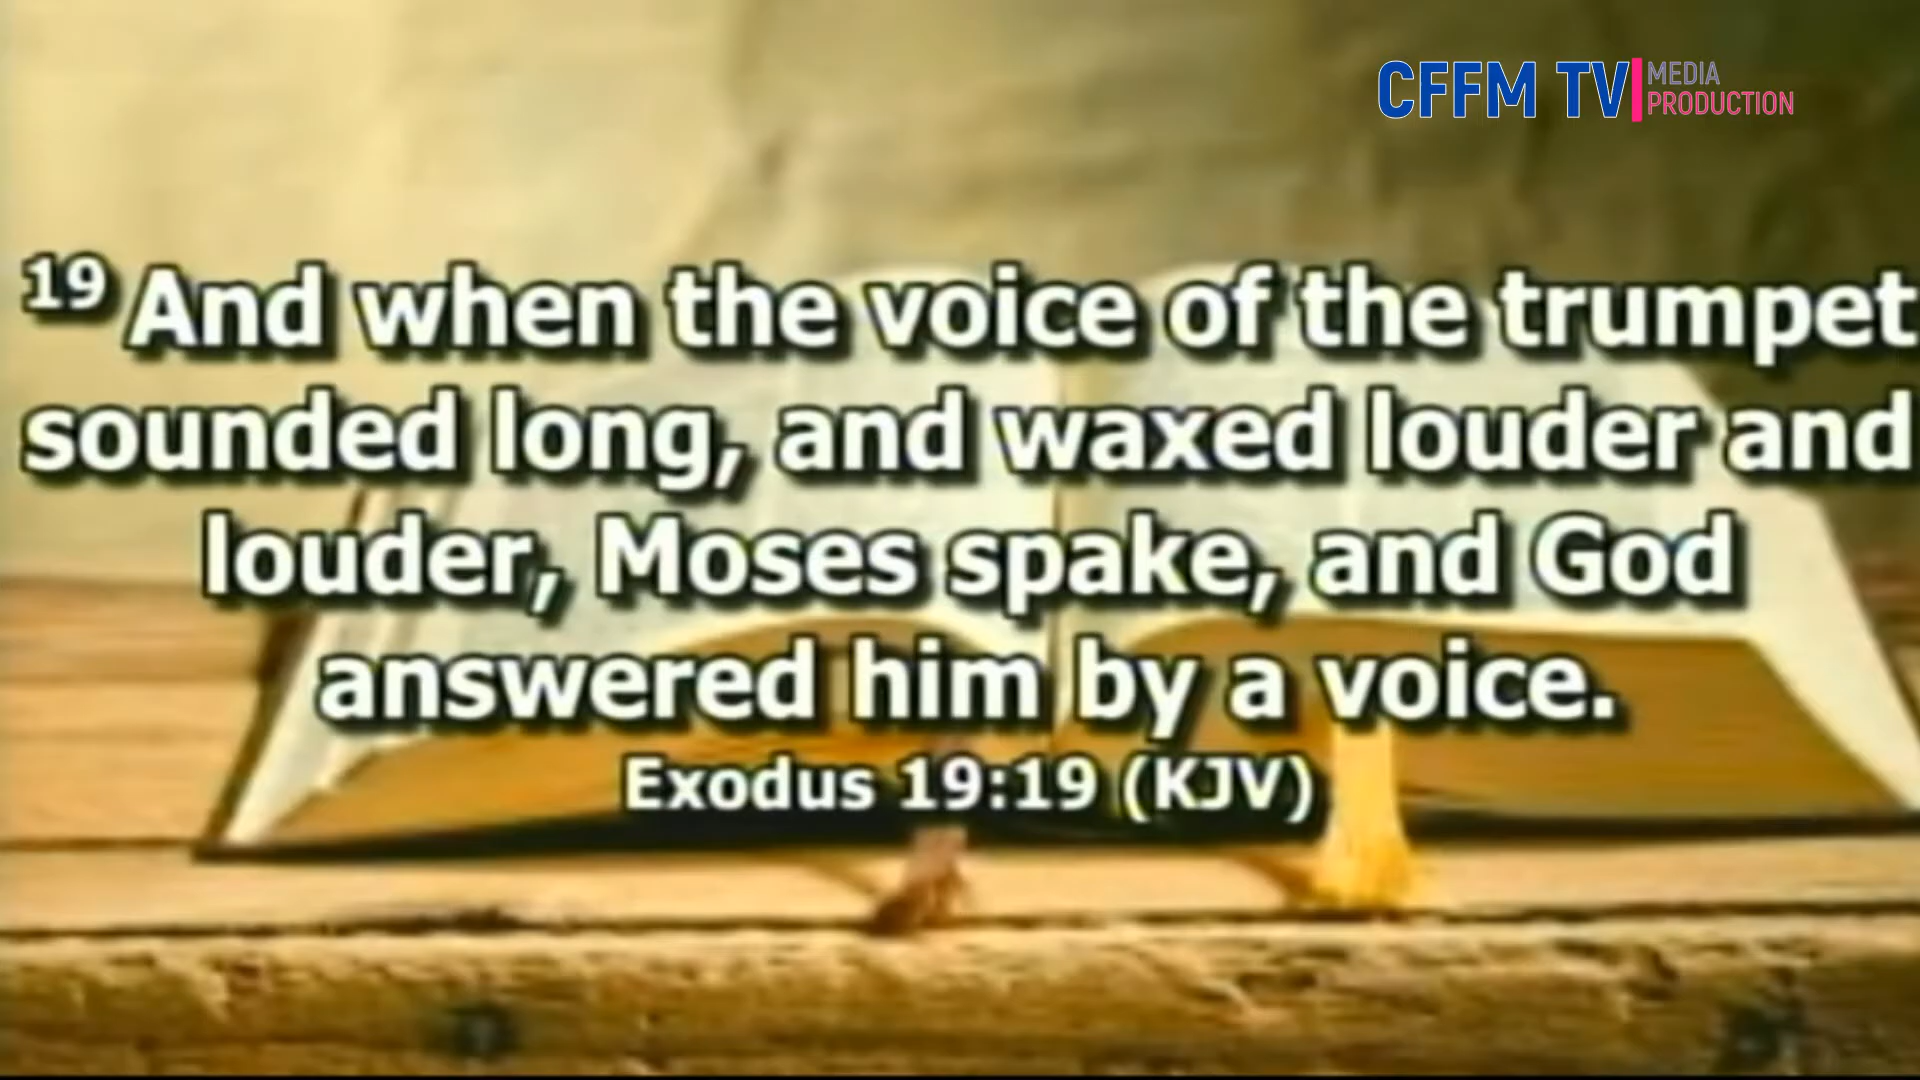 CFFM TV MEDIA
PRODUCTION
19 And when the voice of the trumpet
sounded long, and waxed louder and
louder, Moses spake, and God
answered him by a voice.
Exodus 19:19 (KJV)